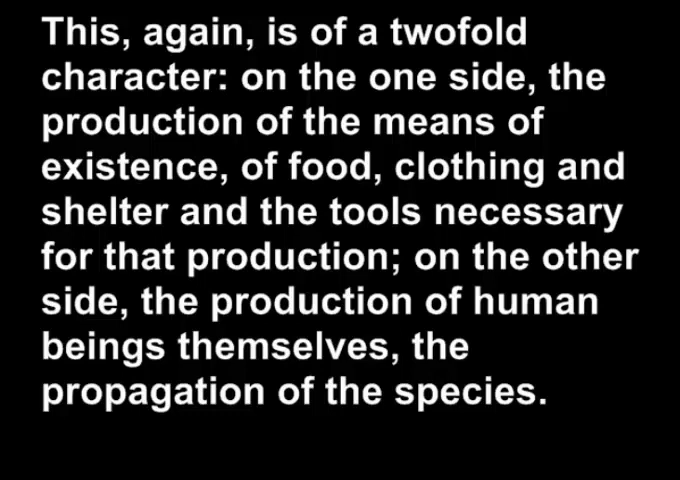 This, again, is of a twofold
character: on the one side, the
production of the means of
existence, of food, clothing and
shelter and the tools necessary
for that production; on the other
side, the production of human
beings themselves, the
propagation of the species.